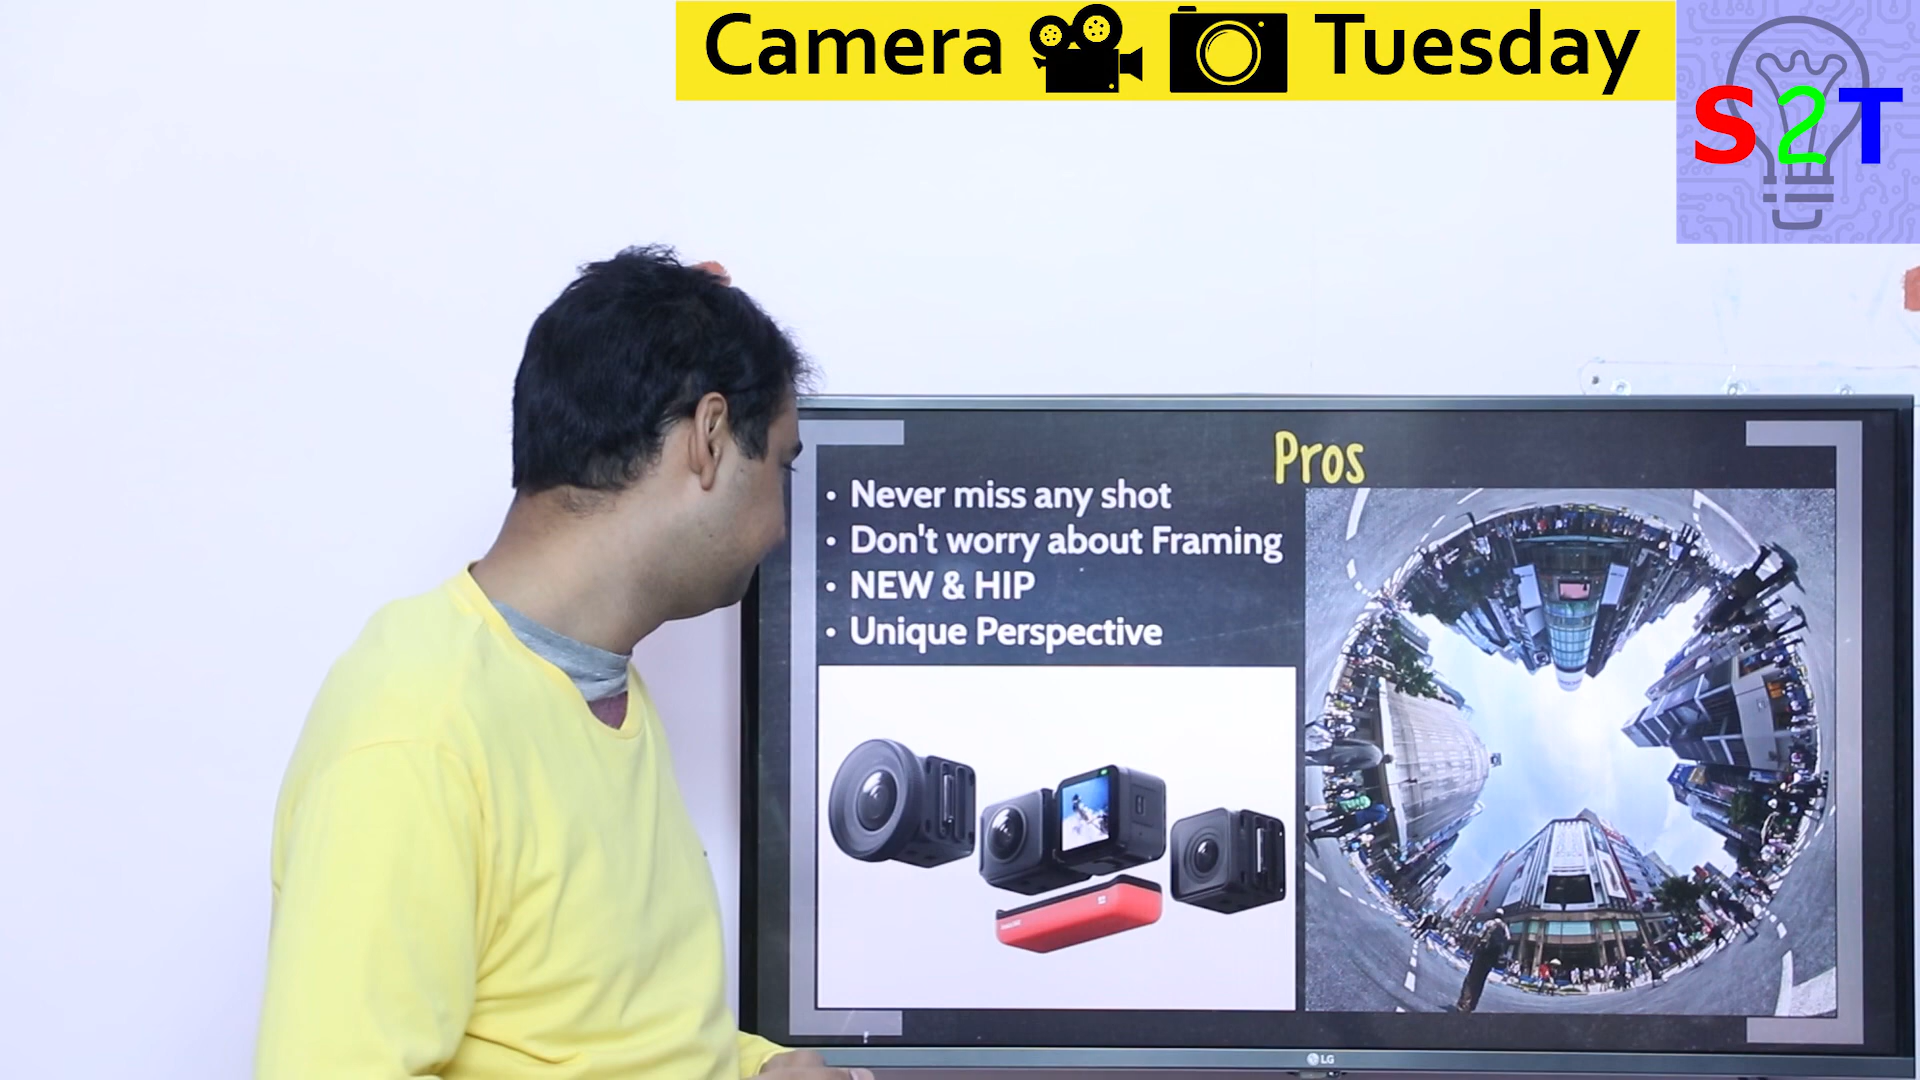 Camera Tuesday
S2T
Pros
• Never miss any shot
• Don't worry about Framing
• NEW & HIP
• Unique Perspective
LG